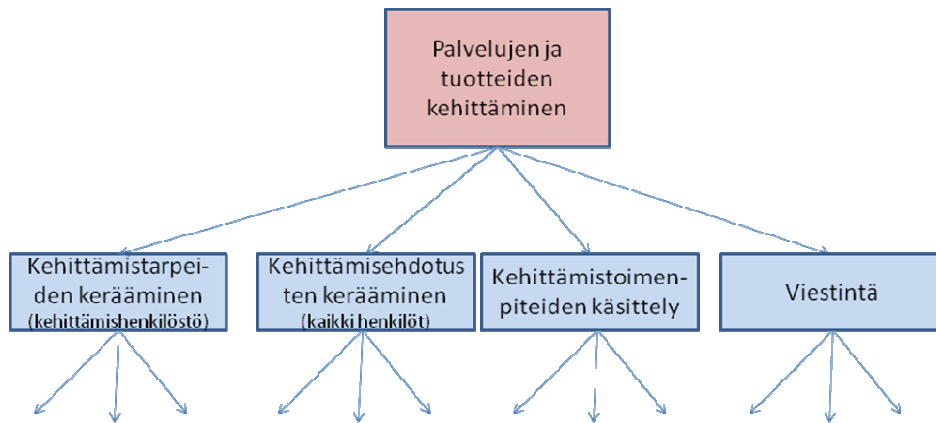 Palvelujen ja
tuotteiden
kehittäminen
Kehittämistarpei-
den kerääminen
(kehittämishenkilöstö)
Kehittämisehdotus
ten kerääminen
(kaikki henkilöt)
Kehittämistoimen-
piteiden käsittely
Viestintä